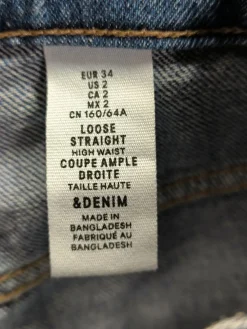 EUR 34
US 2
CA 2
MX 2
CN 160/64A
LOOSE
STRAIGHT
HIGH WAIST
COUPE AMPLE
DROITE
TAILLE HAUTE
&DENIM
MADE IN
BANGLADESH
FABRIQUÉ AU
BANGLADESH